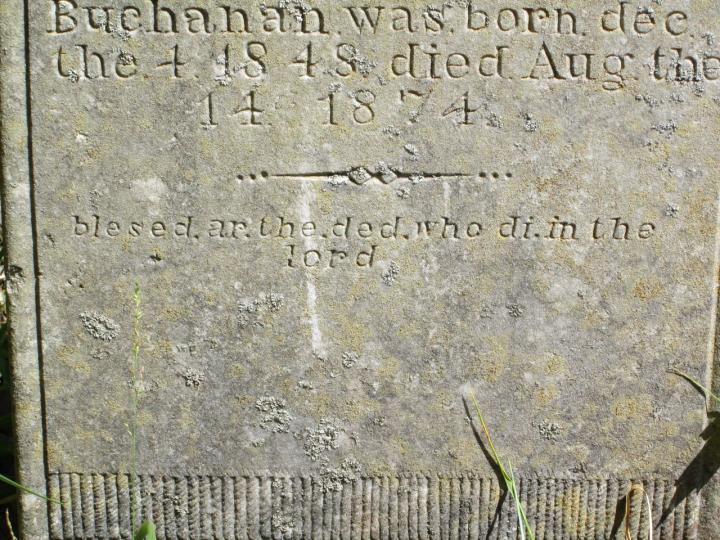 Buchanan.was.born.dec.
the.4.1848.died.Aug.the
14 1874.
blesed.ar.the.ded.who di.in the
lord